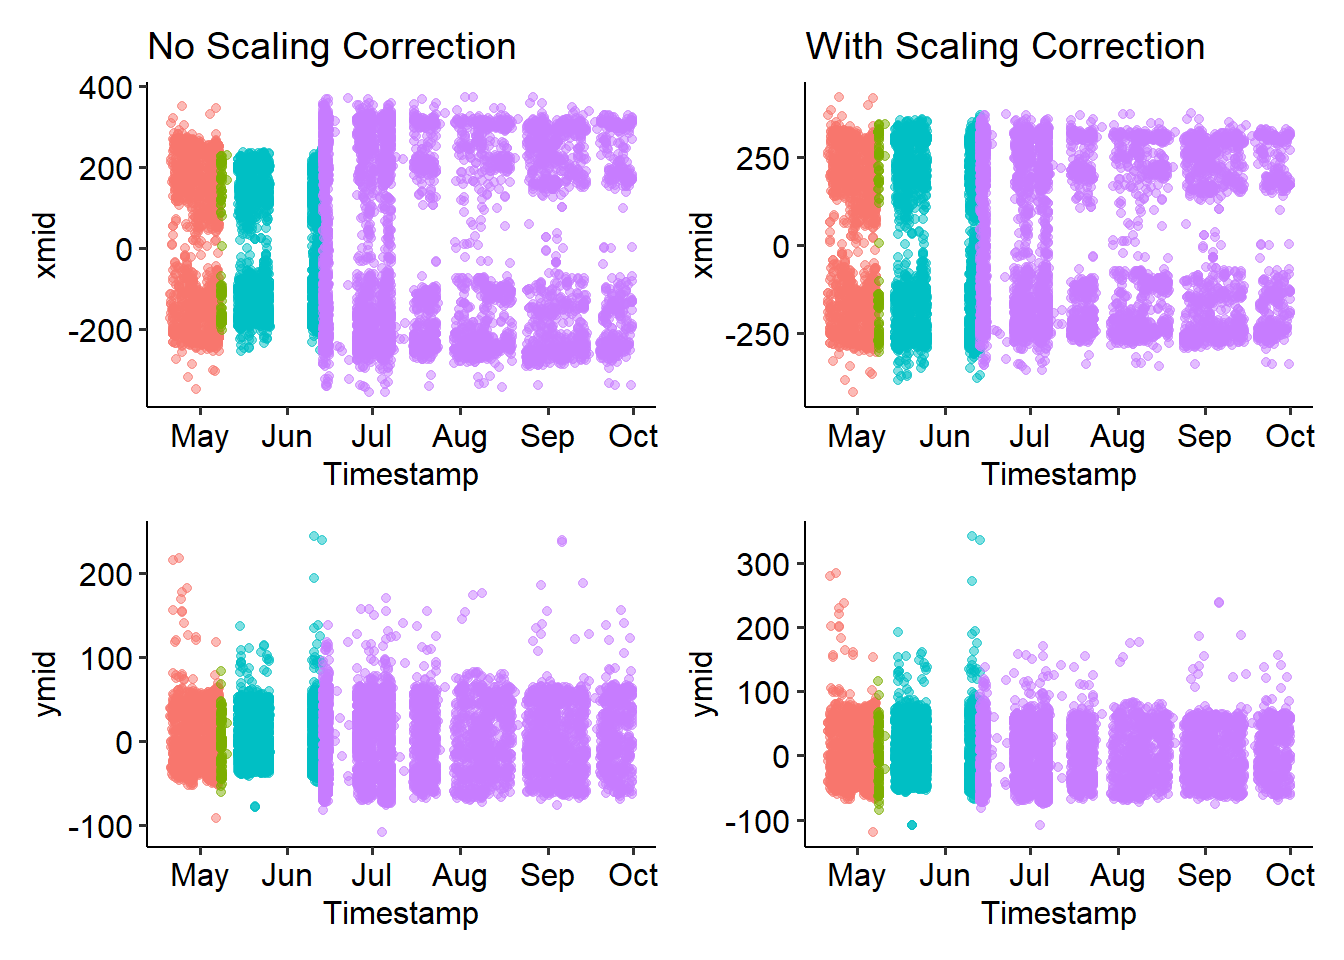 No Scaling Correction
With Scaling Correction
400
200
0
-200
xmid
May Jun Jul Aug Sep Oct
Timestamp
250
0
-250
xmid
May Jun Jul Aug Sep Oct
Timestamp
200
100
0
-100
ymid
May Jun Jul Aug Sep Oct
Timestamp
300
200
100
0
-100
ymid
May Jun Jul Aug Sep Oct
Timestamp